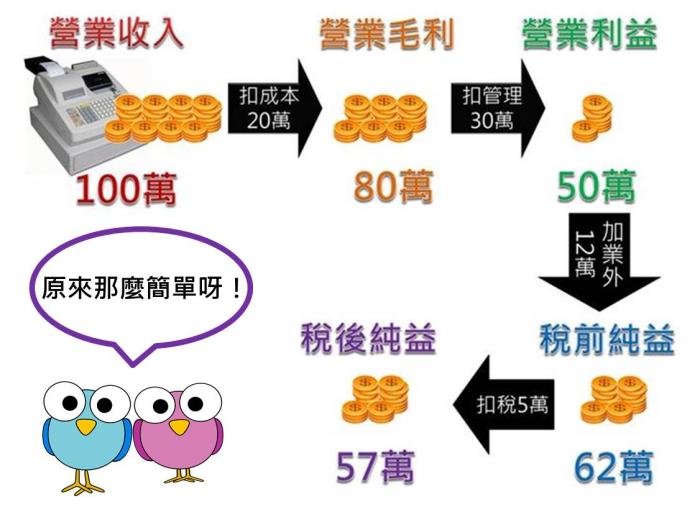 營業收入
營業毛利
營業利益
扣成本
20萬
扣管理
30萬
100萬
80萬
50萬
加業外
12萬
原來那麼簡單呀！
稅後純益
稅前純益
扣稅5萬
57萬
62萬